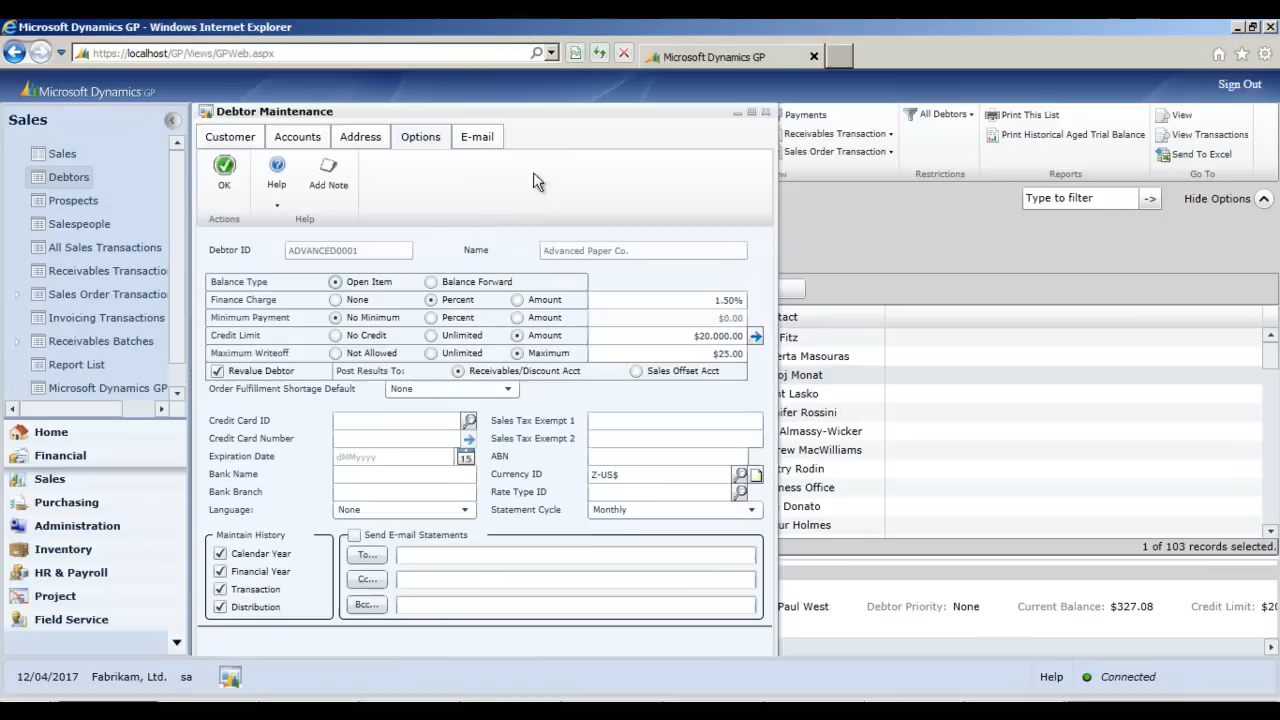 Microsoft Dynamics GP - Windows Internet Explorer
https://localhost/GP/Views/GPWeb.aspx
Microsoft Dynamics GP
Microsoft Dynamics GP
Sign Out
Sales
Sales
Debtors
Prospects
Salespeople
All Sales Transactions
Receivables Transactio
Sales Order Transactio
Invoicing Transactions
Receivables Batches
Report List
Microsoft Dynamics GP
Home
Financial
Sales
Purchasing
Administration
Inventory
HR & Payroll
Project
Field Service
Debtor Maintenance
Customer Accounts Address Options E-mail
OK Help Add Note
Actions Help
Debtor ID ADVANCED0001 Name Advanced Paper Co.
Balance Type Open Item Balance Forward
Finance Charge None Percent Amount 1.50%
Minimum Payment No Minimum Percent Amount $0.00
Credit Limit No Credit Unlimited Amount $20,000.00
Maximum Writeoff Not Allowed Unlimited Maximum $25.00
Revalue Debtor Post Results To: Receivables/Discount Acct Sales Offset Acct
Order Fulfillment Shortage Default None
Credit Card ID Sales Tax Exempt 1
Credit Card Number Sales Tax Exempt 2
Expiration Date dMMyyyy 15 ABN
Bank Name Currency ID Z-US$
Bank Branch Rate Type ID
Language: None Statement Cycle Monthly
Maintain History Send E-mail Statements
Calendar Year To...
Financial Year Cc...
Transaction
Distribution Bcc...
Payments All Debtors Print This List View
Receivables Transaction Print Historical Aged Trial Balance View Transactions
Sales Order Transaction Send To Excel
w Restrictions Reports Go To
Type to filter -> Hide Options
tact
Fitz
erta Masouras
oj Monat
nt Lasko
nifer Rossini
Almassy-Wicker
rew MacWilliams
try Rodin
ness Office
Donato
ur Holmes
1 of 103 records selected.
Paul West Debtor Priority: None Current Balance: $327.08 Credit Limit: $20
12/04/2017 Fabrikam, Ltd. sa Help Connected